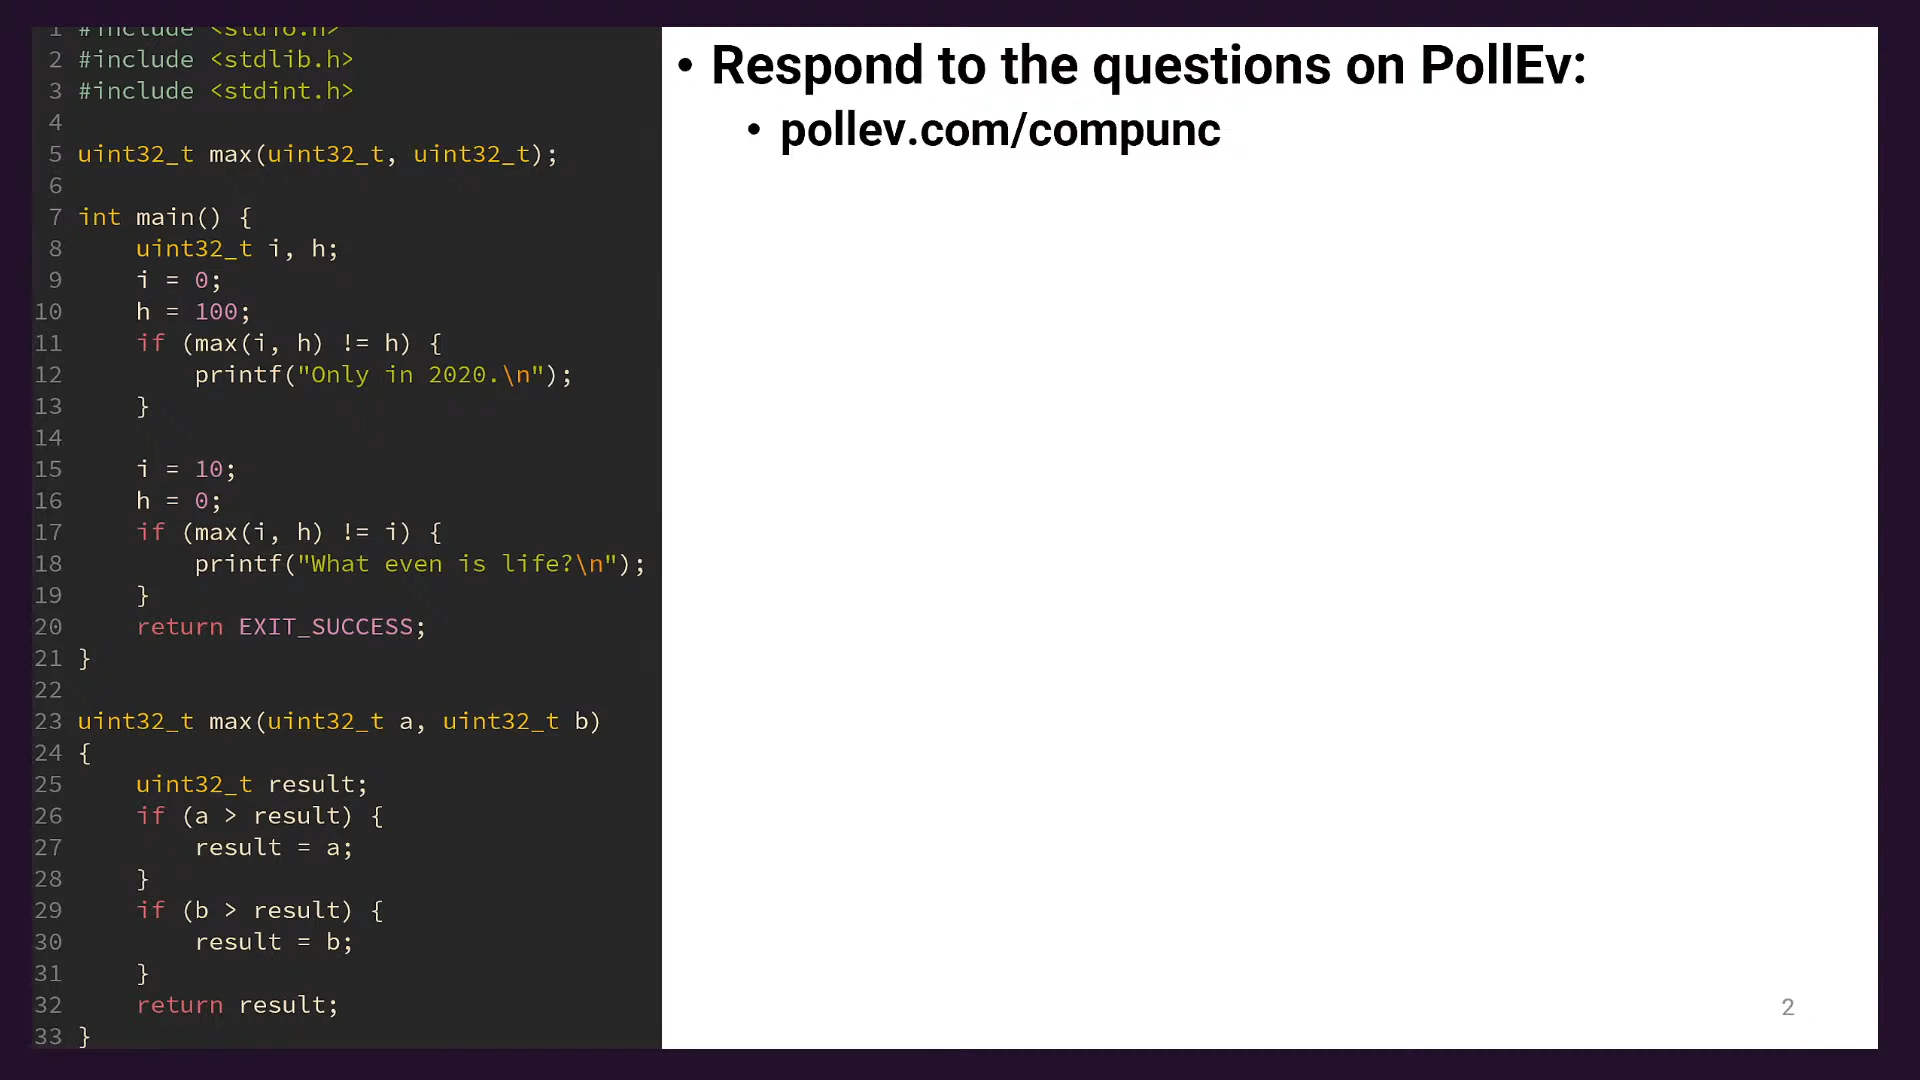 1 #include <stdio.h>
2 #include <stdlib.h>
3 #include <stdint.h>
4
5 uint32_t max(uint32_t, uint32_t);
6
7 int main() {
8     uint32_t i, h;
9     i = 0;
10     h = 100;
11     if (max(i, h) != h) {
12         printf("Only in 2020.\n");
13     }
14
15     i = 10;
16     h = 0;
17     if (max(i, h) != i) {
18         printf("What even is life?\n");
19     }
20     return EXIT_SUCCESS;
21 }
22
23 uint32_t max(uint32_t a, uint32_t b)
24 {
25     uint32_t result;
26     if (a > result) {
27         result = a;
28     }
29     if (b > result) {
30         result = b;
31     }
32     return result;
33 }
• Respond to the questions on PollEv:
• pollev.com/compunc
2